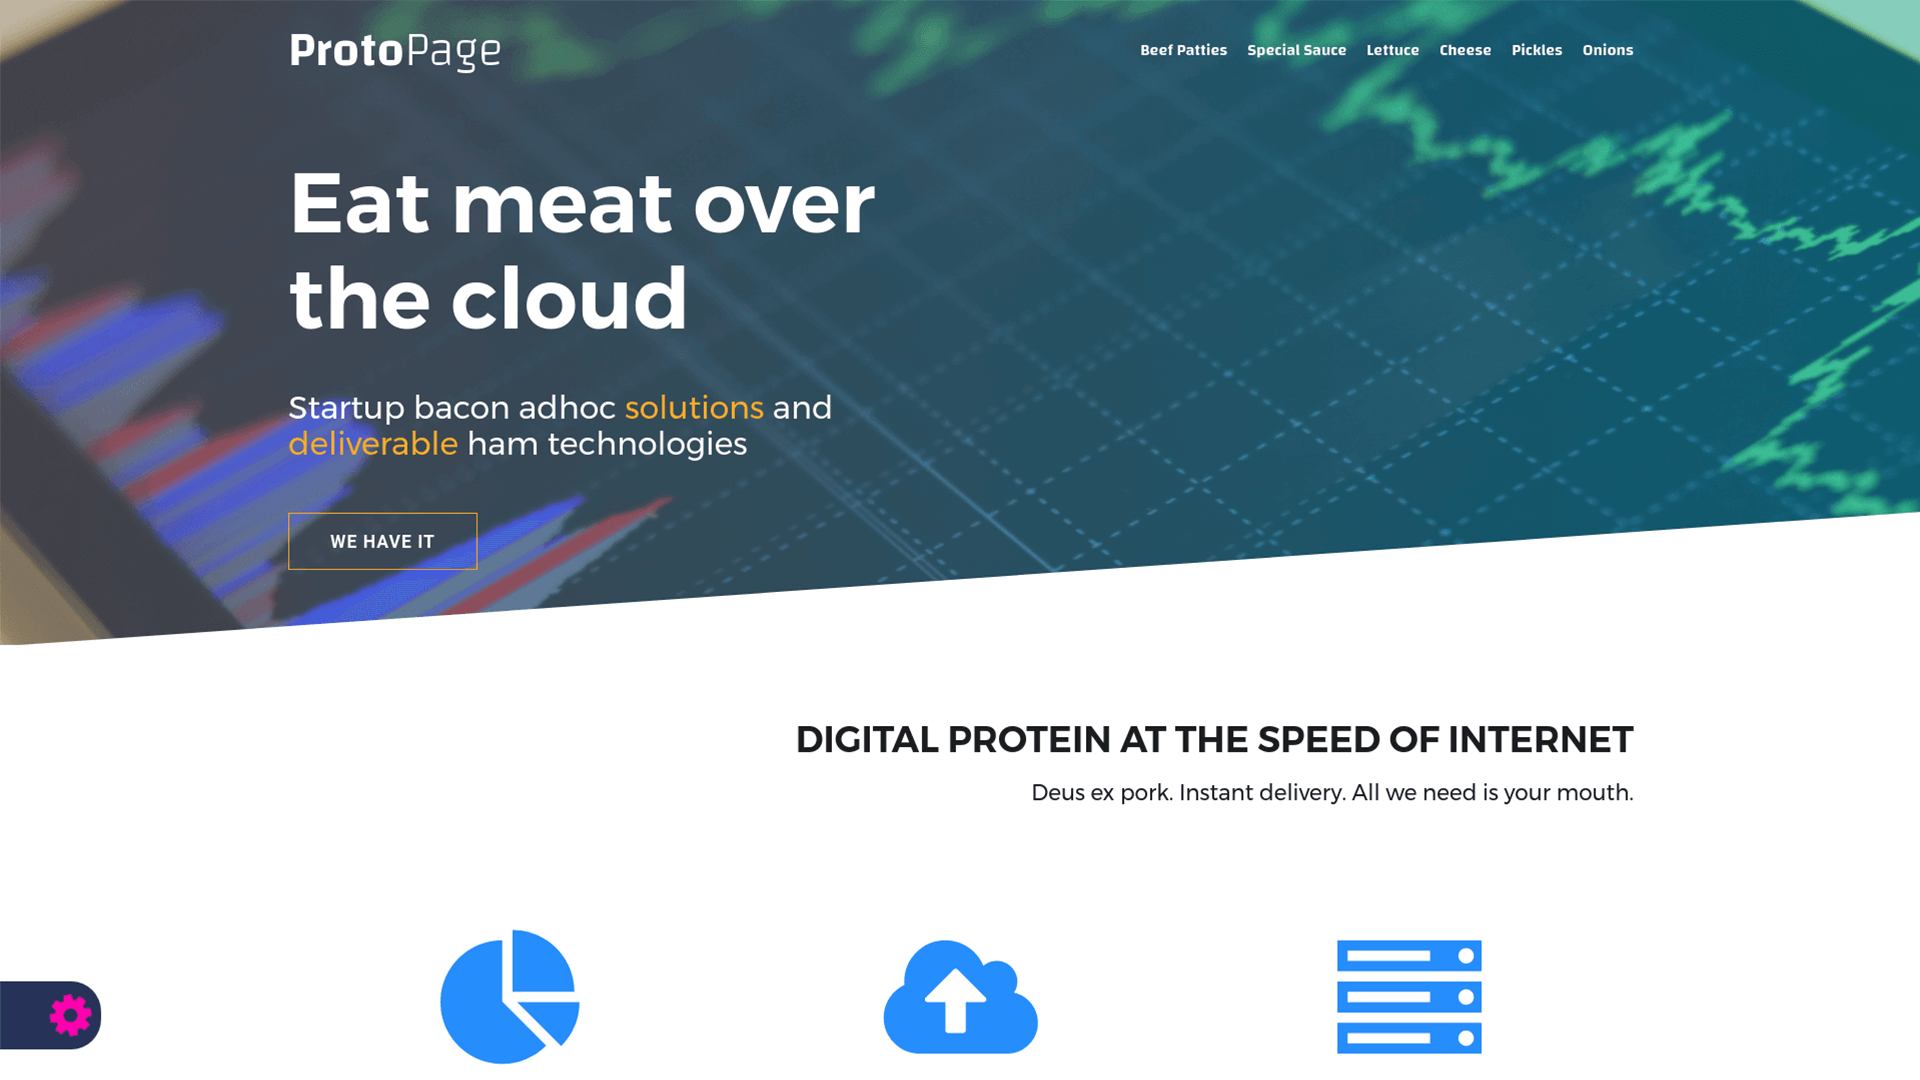 ProtoPage
Beef Patties Special Sauce Lettuce Cheese Pickles Onions
Eat meat over
the cloud
Startup bacon adhoc solutions and
deliverable ham technologies
WE HAVE IT
DIGITAL PROTEIN AT THE SPEED OF INTERNET
Deus ex pork. Instant delivery. All we need is your mouth.